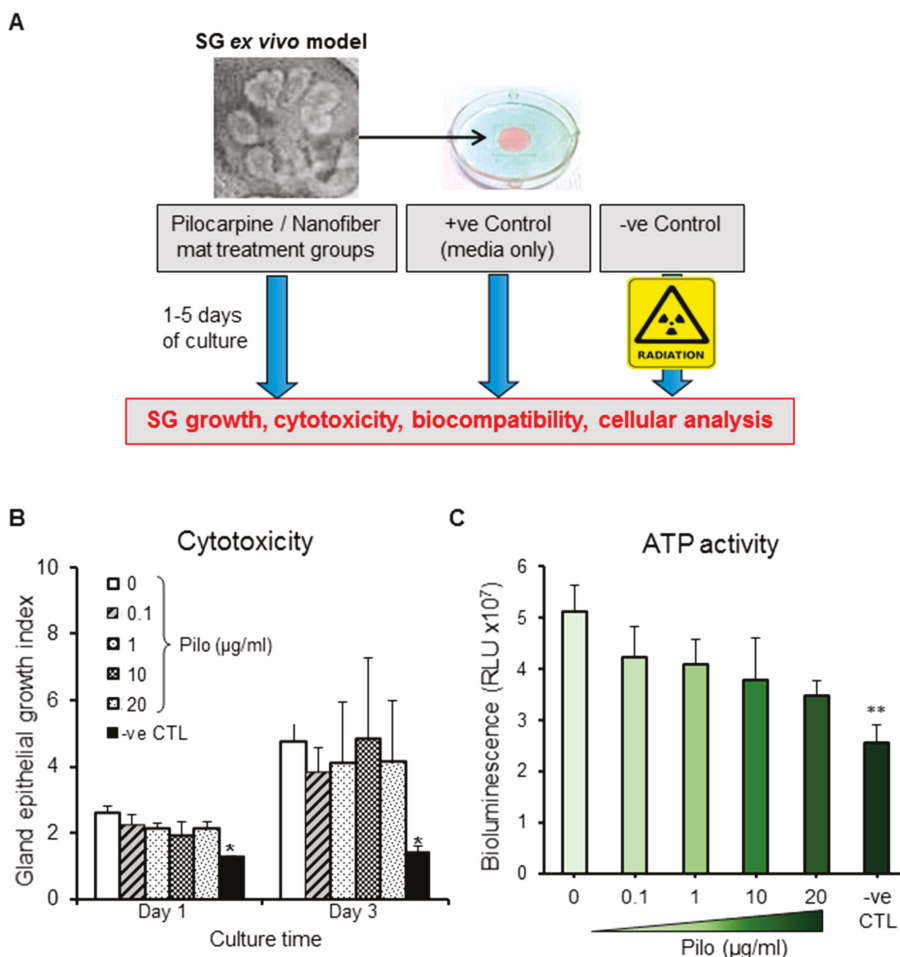 A
SG ex vivo model
Pilocarpine / Nanofiber
mat treatment groups
+ve Control
(media only)
-ve Control
1-5 days
of culture
RADIATION
SG growth, cytotoxicity, biocompatibility, cellular analysis
B
Cytotoxicity
Gland epithelial growth index
10
8
6
4
2
0
0
0.1
1
10
20
-ve CTL
Pilo (µg/ml)
*
*
Day 1
Day 3
Culture time
C
ATP activity
Bioluminescence (RLU x10⁷)
6
5
4
3
2
1
0
**
0
0.1
1
10
20
-ve
CTL
Pilo (µg/ml)